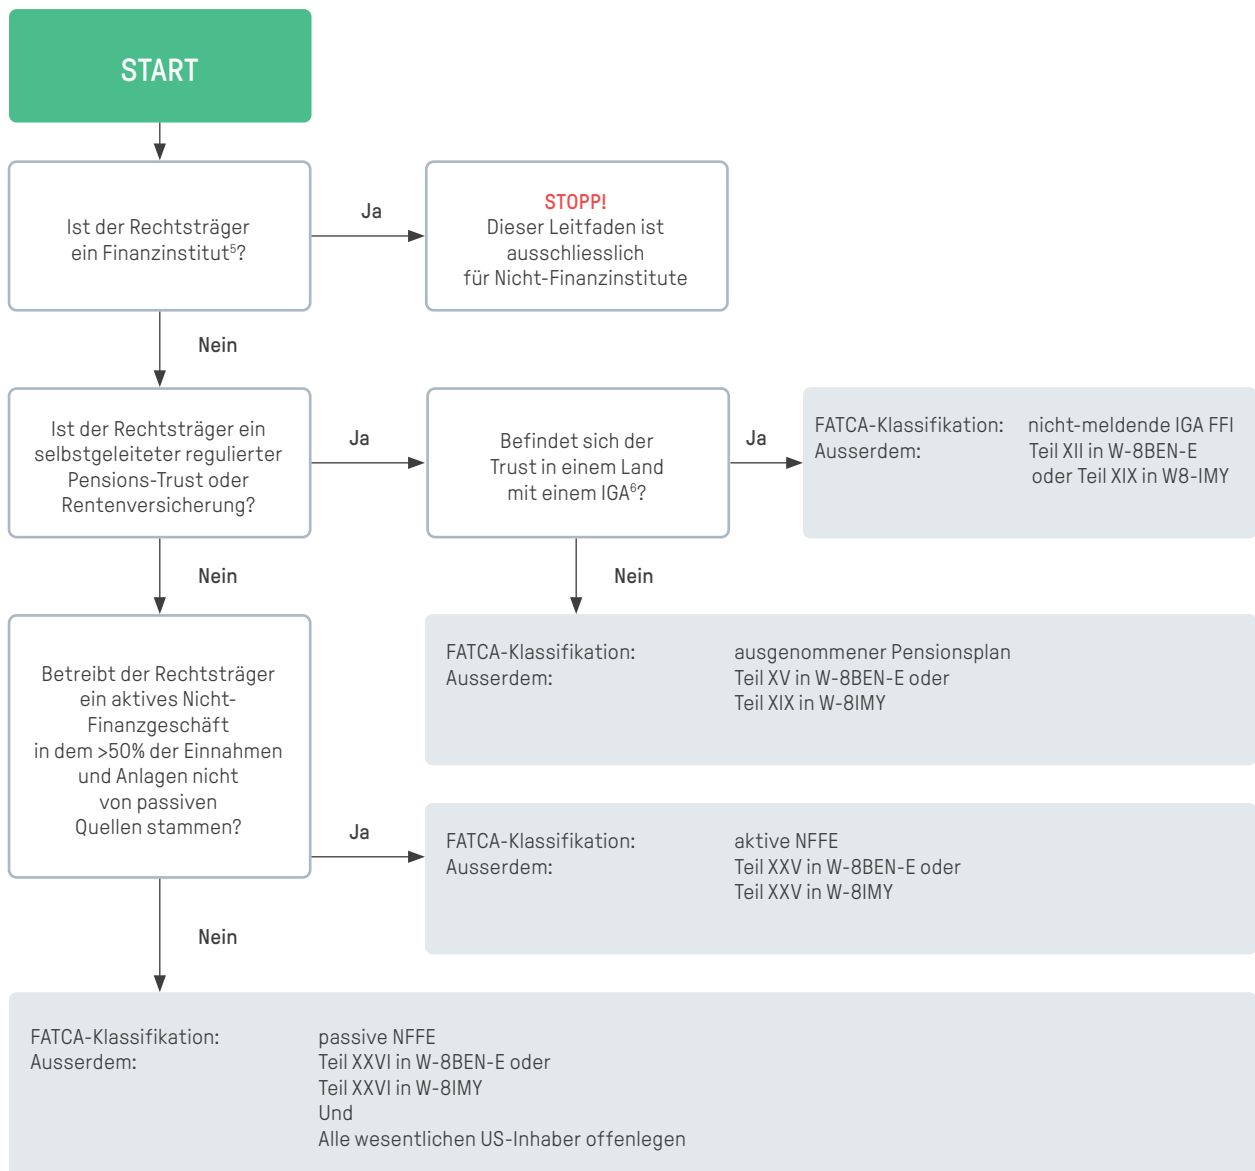 START
Ist der Rechtsträger
ein Finanzinstitut⁵?
Ja
STOPP!
Dieser Leitfaden ist
ausschliesslich
für Nicht-Finanzinstitute
Nein
Ist der Rechtsträger ein
selbstgeleiteter regulierter
Pensions-Trust oder
Rentenversicherung?
Ja
Befindet sich der
Trust in einem Land
mit einem IGA⁶?
Ja
FATCA-Klassifikation: nicht-meldende IGA FFI
Ausserdem: Teil XII in W-8BEN-E
oder Teil XIX in W8-IMY
Nein
Nein
FATCA-Klassifikation: ausgenommener Pensionsplan
Ausserdem: Teil XV in W-8BEN-E oder
Teil XIX in W-8IMY
Betreibt der Rechtsträger
ein aktives Nicht-
Finanzgeschäft
in dem >50% der Einnahmen
und Anlagen nicht
von passiven
Quellen stammen?
Ja
FATCA-Klassifikation: aktive NFFE
Ausserdem: Teil XXV in W-8BEN-E oder
Teil XXV in W-8IMY
Nein
FATCA-Klassifikation: passive NFFE
Ausserdem: Teil XXVI in W-8BEN-E oder
Teil XXVI in W-8IMY
Und
Alle wesentlichen US-Inhaber offenlegen